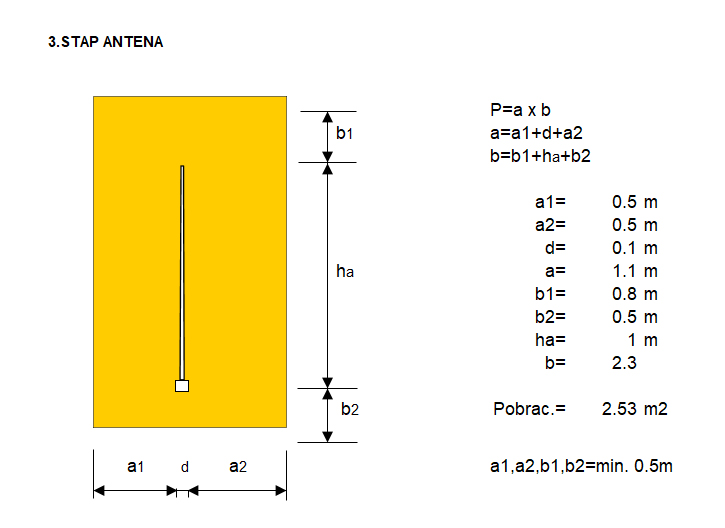 3.STAP ANTENA
b1
ha
b2
a1 d a2
P=a x b
a=a1+d+a2
b=b1+ha+b2
a1= 0.5 m
a2= 0.5 m
d= 0.1 m
a= 1.1 m
b1= 0.8 m
b2= 0.5 m
ha= 1 m
b= 2.3
Pobrac.= 2.53 m2
a1,a2,b1,b2=min. 0.5m